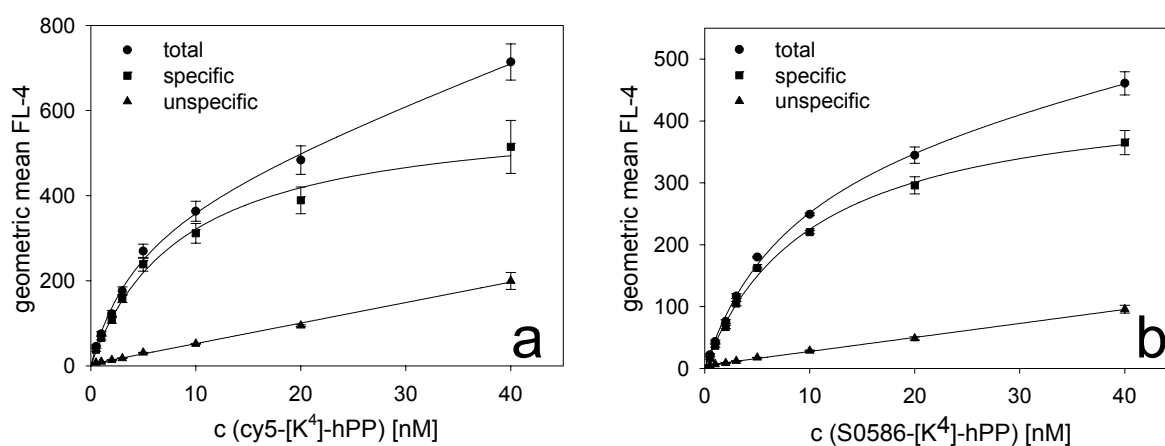 800
600
400
200
0
geometric mean FL-4
total
specific
unspecific
a
0 10 20 30 40
c (cy5-[K⁴]-hPP) [nM]
500
400
300
200
100
0
geometric mean FL-4
total
specific
unspecific
b
0 10 20 30 40
c (S0586-[K⁴]-hPP) [nM]